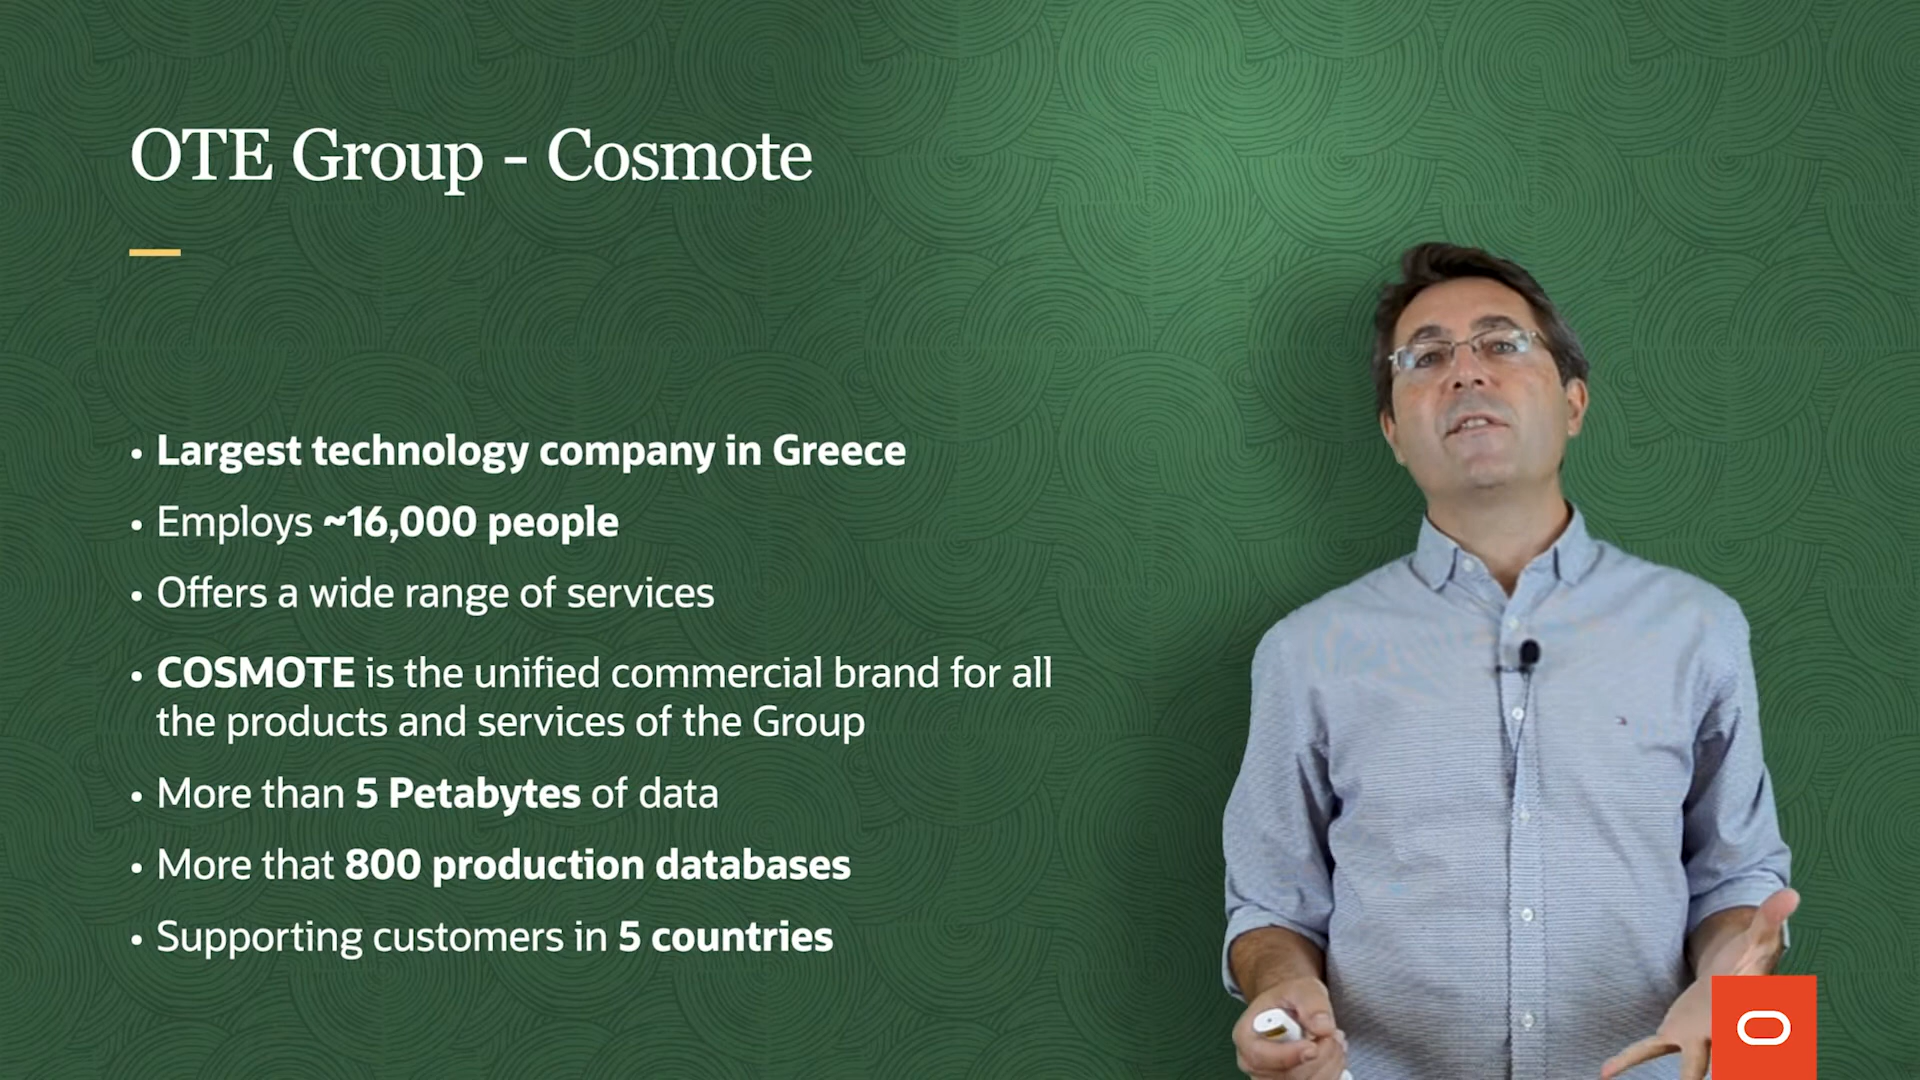 OTE Group - Cosmote
• Largest technology company in Greece
• Employs ~16,000 people
• Offers a wide range of services
• COSMOTE is the unified commercial brand for all
the products and services of the Group
• More than 5 Petabytes of data
• More that 800 production databases
• Supporting customers in 5 countries